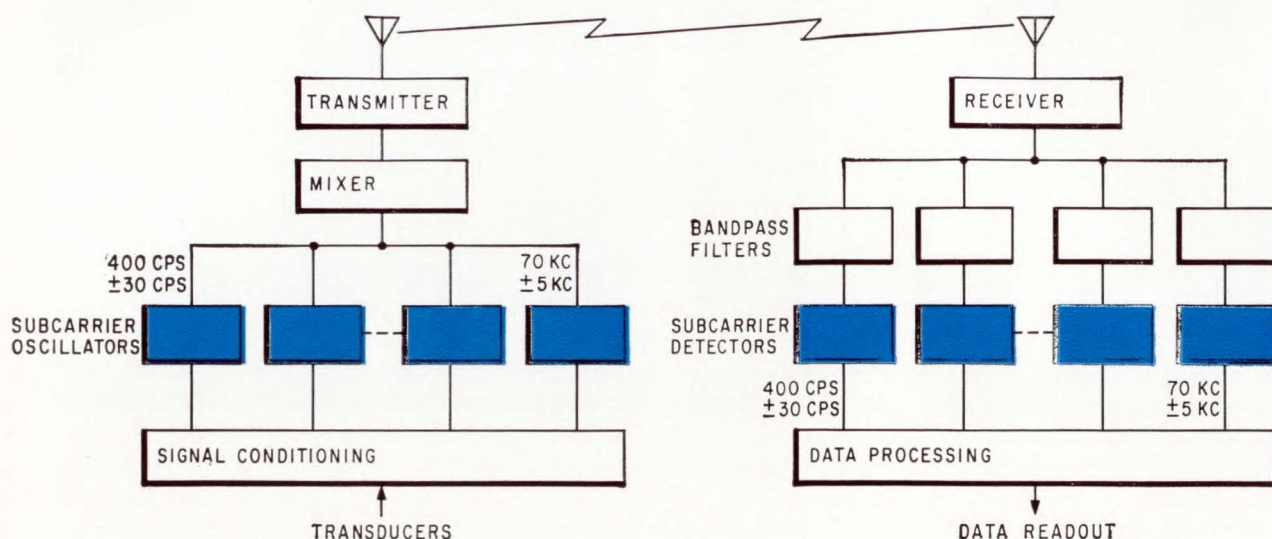 TRANSMITTER
MIXER
400 CPS
±30 CPS
70 KC
±5 KC
SUBCARRIER
OSCILLATORS
SIGNAL CONDITIONING
TRANSDUCERS
RECEIVER
BANDPASS
FILTERS
SUBCARRIER
DETECTORS
400 CPS
±30 CPS
70 KC
±5 KC
DATA PROCESSING
DATA READOUT